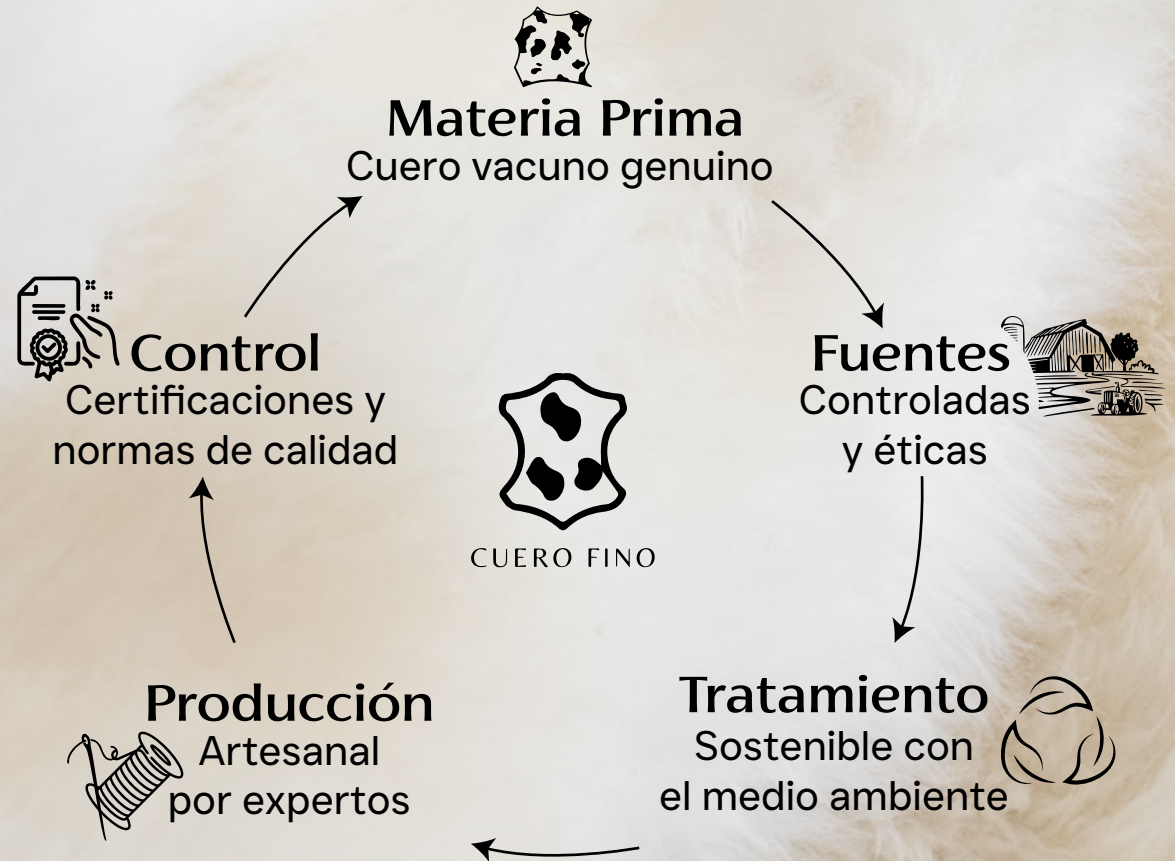 Materia Prima
Cuero vacuno genuino
Fuentes
Controladas
y éticas
Tratamiento
Sostenible con
el medio ambiente
Producción
Artesanal
por expertos
Control
Certificaciones y
normas de calidad
CUERO FINO